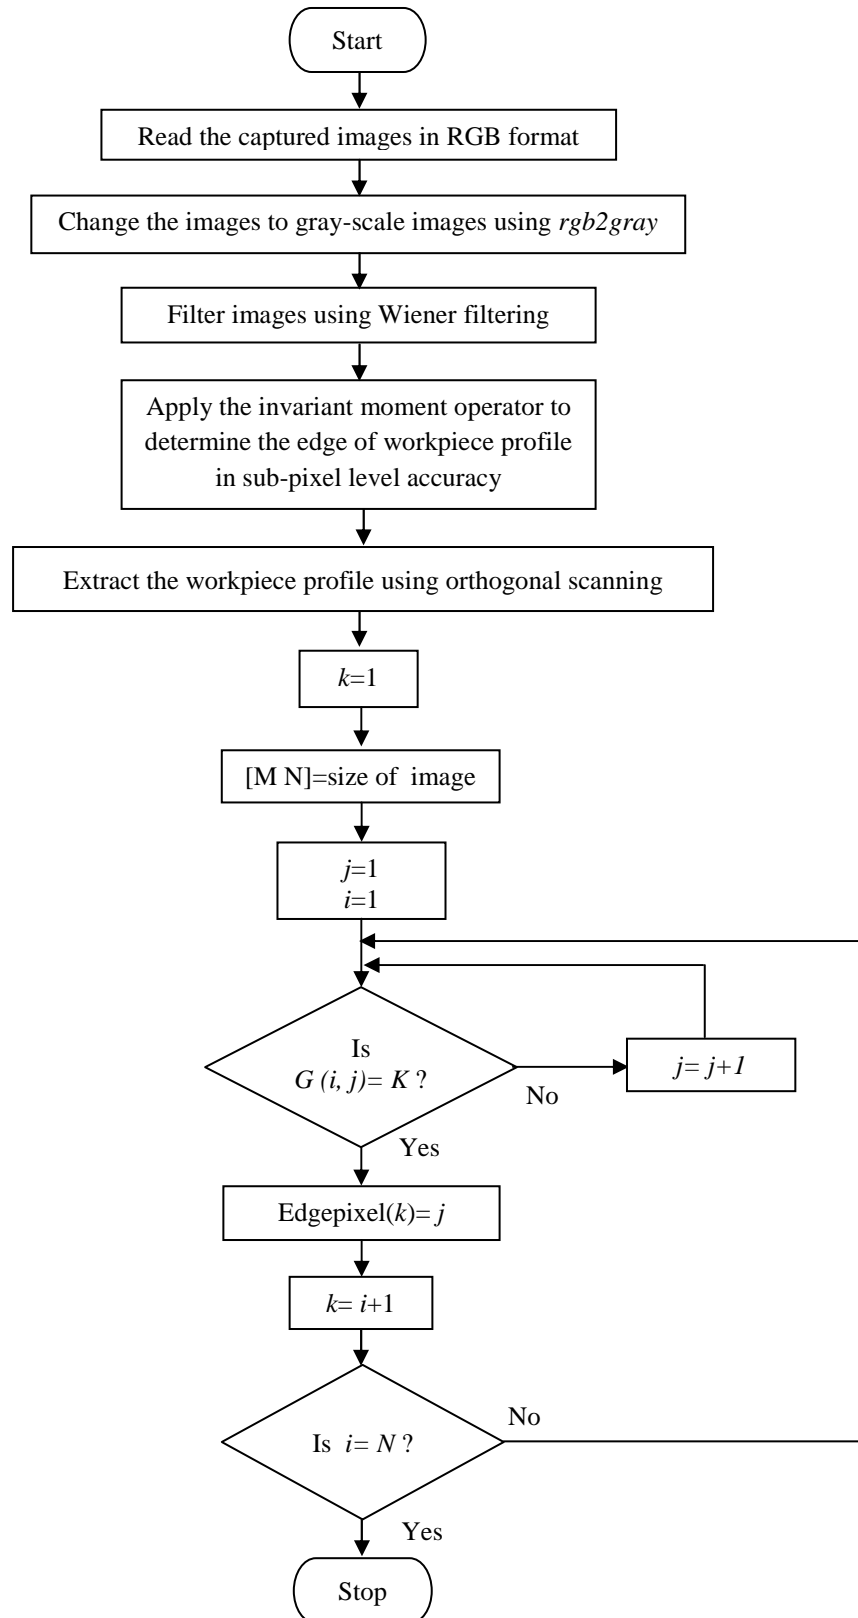 Start
Read the captured images in RGB format
Change the images to gray-scale images using rgb2gray
Filter images using Wiener filtering
Apply the invariant moment operator to
determine the edge of workpiece profile
in sub-pixel level accuracy
Extract the workpiece profile using orthogonal scanning
k=1
[M N]=size of image
j=1
i=1
Is
G (i, j)= K ?
No
j= j+1
Yes
Edgepixel(k)= j
k= i+1
No
Is i= N ?
Yes
Stop